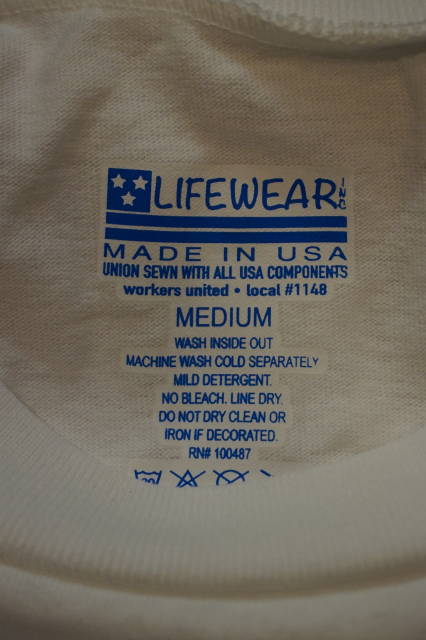 LIFEWEAR INC
MADE IN USA
UNION SEWN WITH ALL USA COMPONENTS
workers united • local #1148
MEDIUM
WASH INSIDE OUT
MACHINE WASH COLD SEPARATELY
MILD DETERGENT.
NO BLEACH. LINE DRY.
DO NOT DRY CLEAN OR
IRON IF DECORATED.
RN# 100487